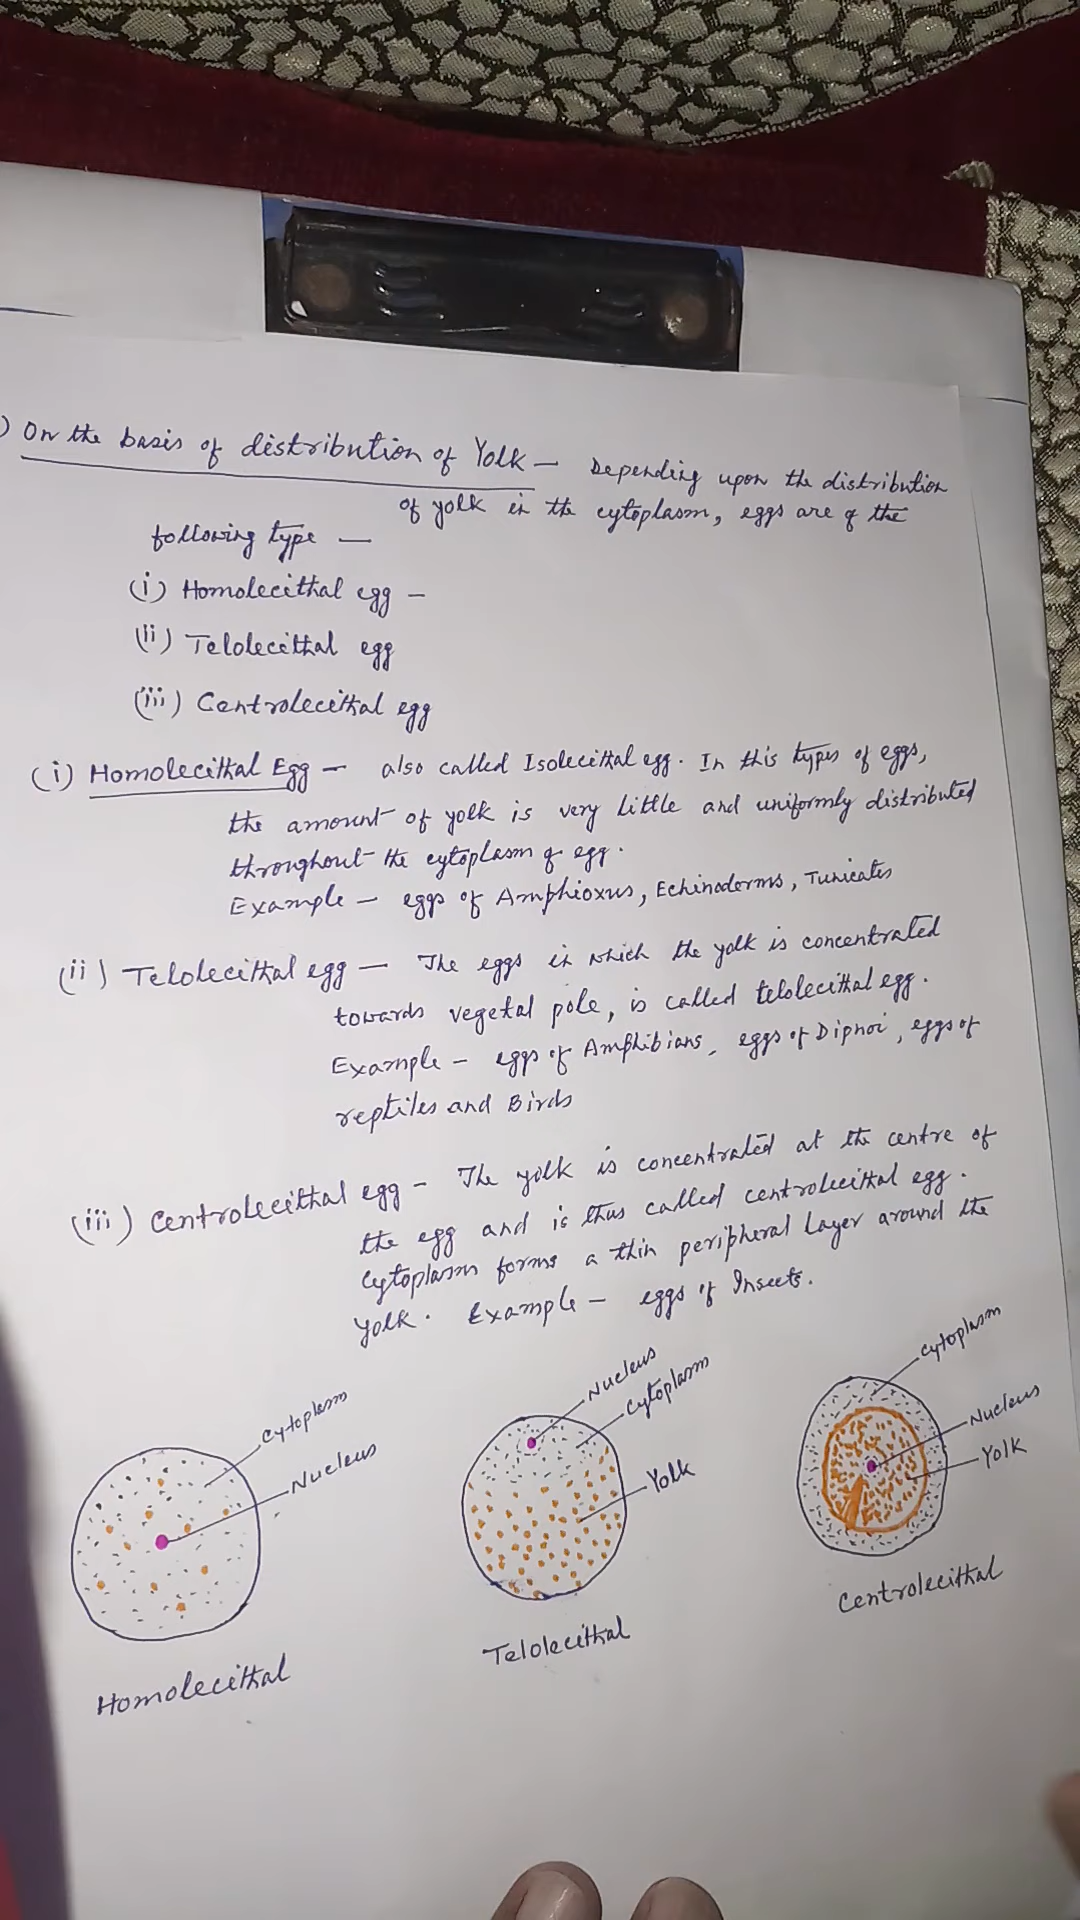 ) On the basis of distribution of Yolk — Depending upon the distribution
of yolk in the cytoplasm, eggs are of the
following type —
(i) Homolecithal egg —
(ii) Telolecithal egg
(iii) Centrolecithal egg
(i) Homolecithal Egg — also called Isolecithal egg. In this types of eggs,
the amount of yolk is very little and uniformly distributed
throughout the cytoplasm of egg.
Example — eggs of Amphioxus, Echinoderms, Tunicates
(ii) Telolecithal egg — The eggs in which the yolk is concentrated
towards vegetal pole, is called telolecithal egg.
Example — eggs of Amphibians, eggs of Dipnoi, eggs of
reptiles and Birds
(iii) Centrolecithal egg — The yolk is concentrated at the centre of
the egg and is thus called centrolecithal egg.
Cytoplasm forms a thin peripheral layer around the
yolk. Example — eggs of Insects.
Cytoplasm
Nucleus
Homolecithal
Nucleus
Cytoplasm
Yolk
Telolecithal
Cytoplasm
Nucleus
Yolk
Centrolecithal